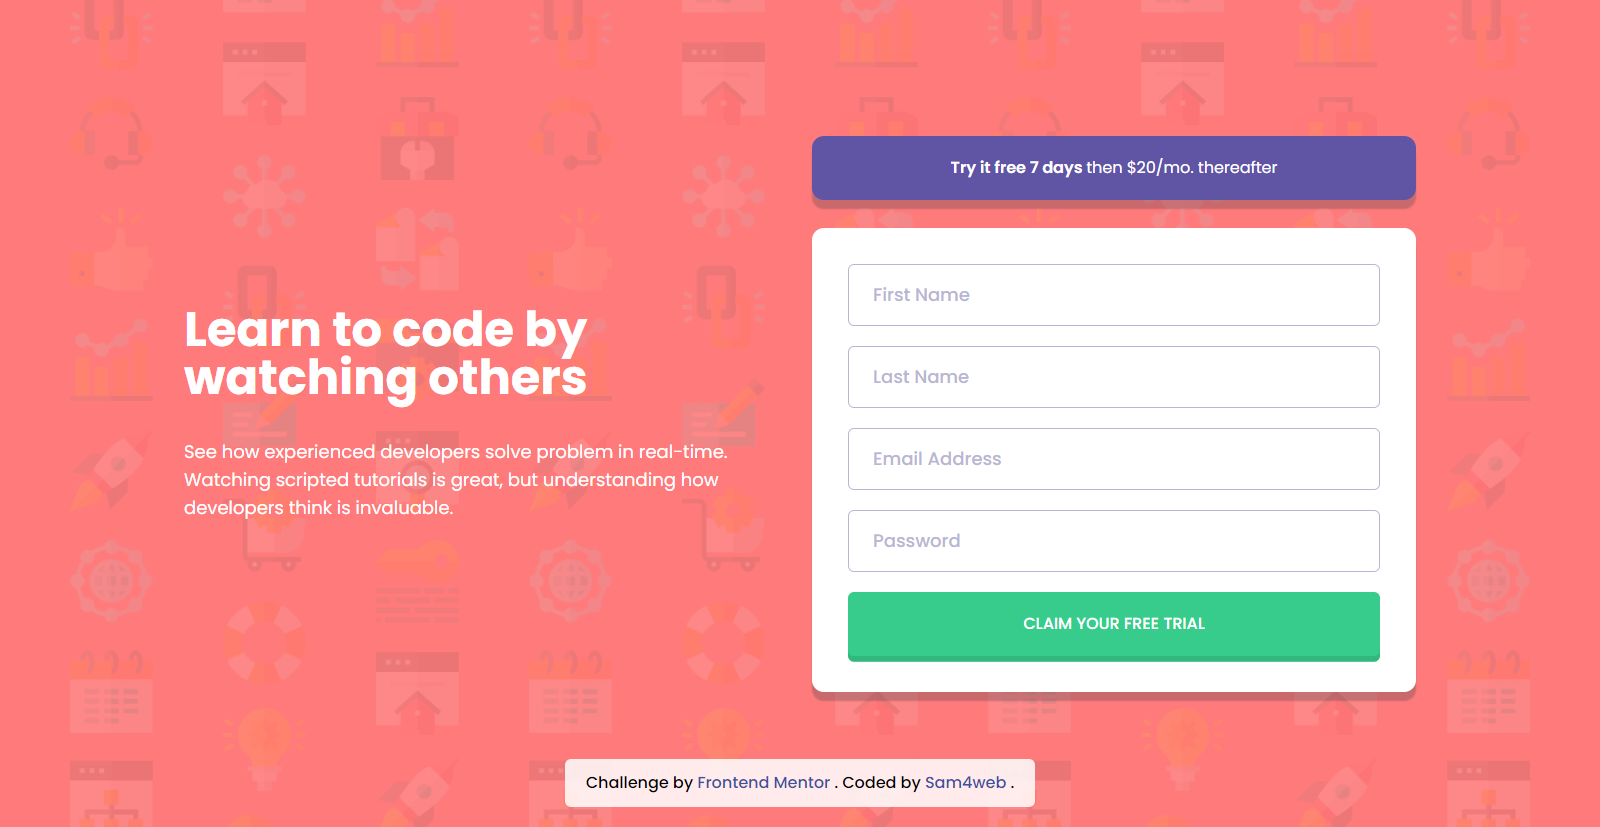 Learn to code by
watching others
See how experienced developers solve problem in real-time.
Watching scripted tutorials is great, but understanding how
developers think is invaluable.
Try it free 7 days then $20/mo. thereafter
First Name
Last Name
Email Address
Password
CLAIM YOUR FREE TRIAL
Challenge by Frontend Mentor . Coded by Sam4web .